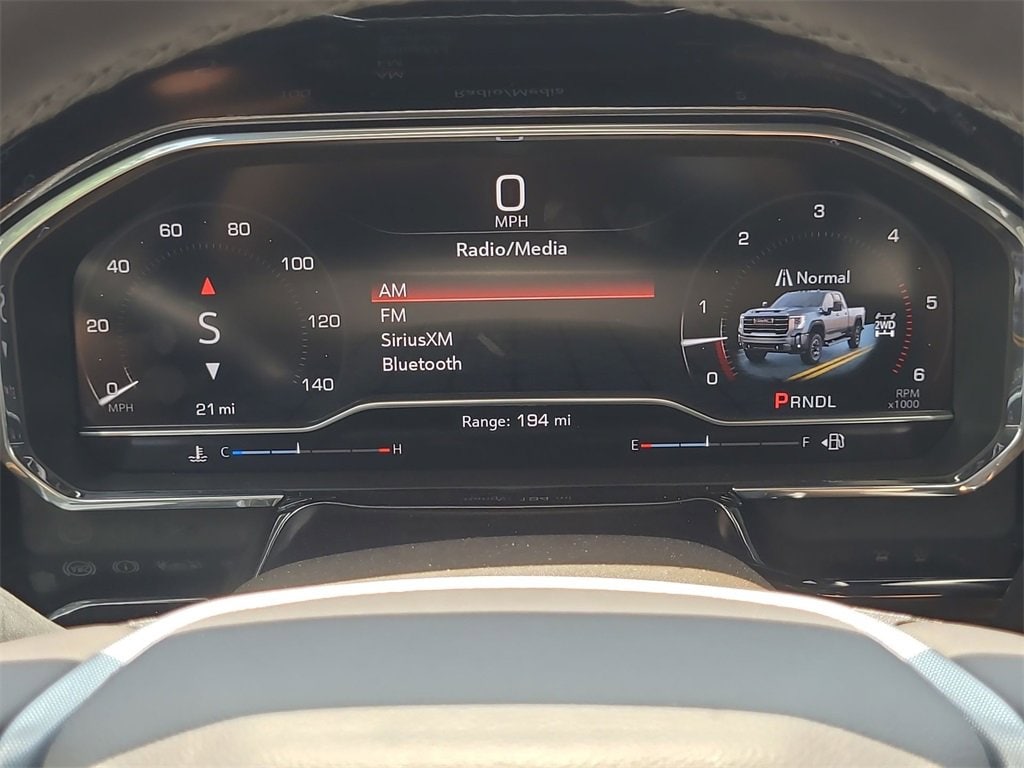 0
MPH
Radio/Media
AM
FM
SiriusXM
Bluetooth
0
20
40
60
80
100
120
140
MPH
S
21 mi
Normal
2WD
0
1
2
3
4
5
6
RPM
x1000
PRNDL
Range: 194 mi
C H
E F